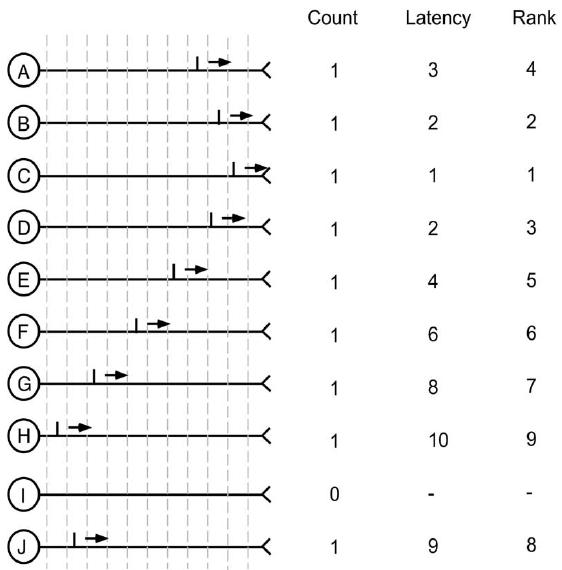 Count Latency Rank
A 1 3 4
B 1 2 2
C 1 1 1
D 1 2 3
E 1 4 5
F 1 6 6
G 1 8 7
H 1 10 9
I 0 - -
J 1 9 8